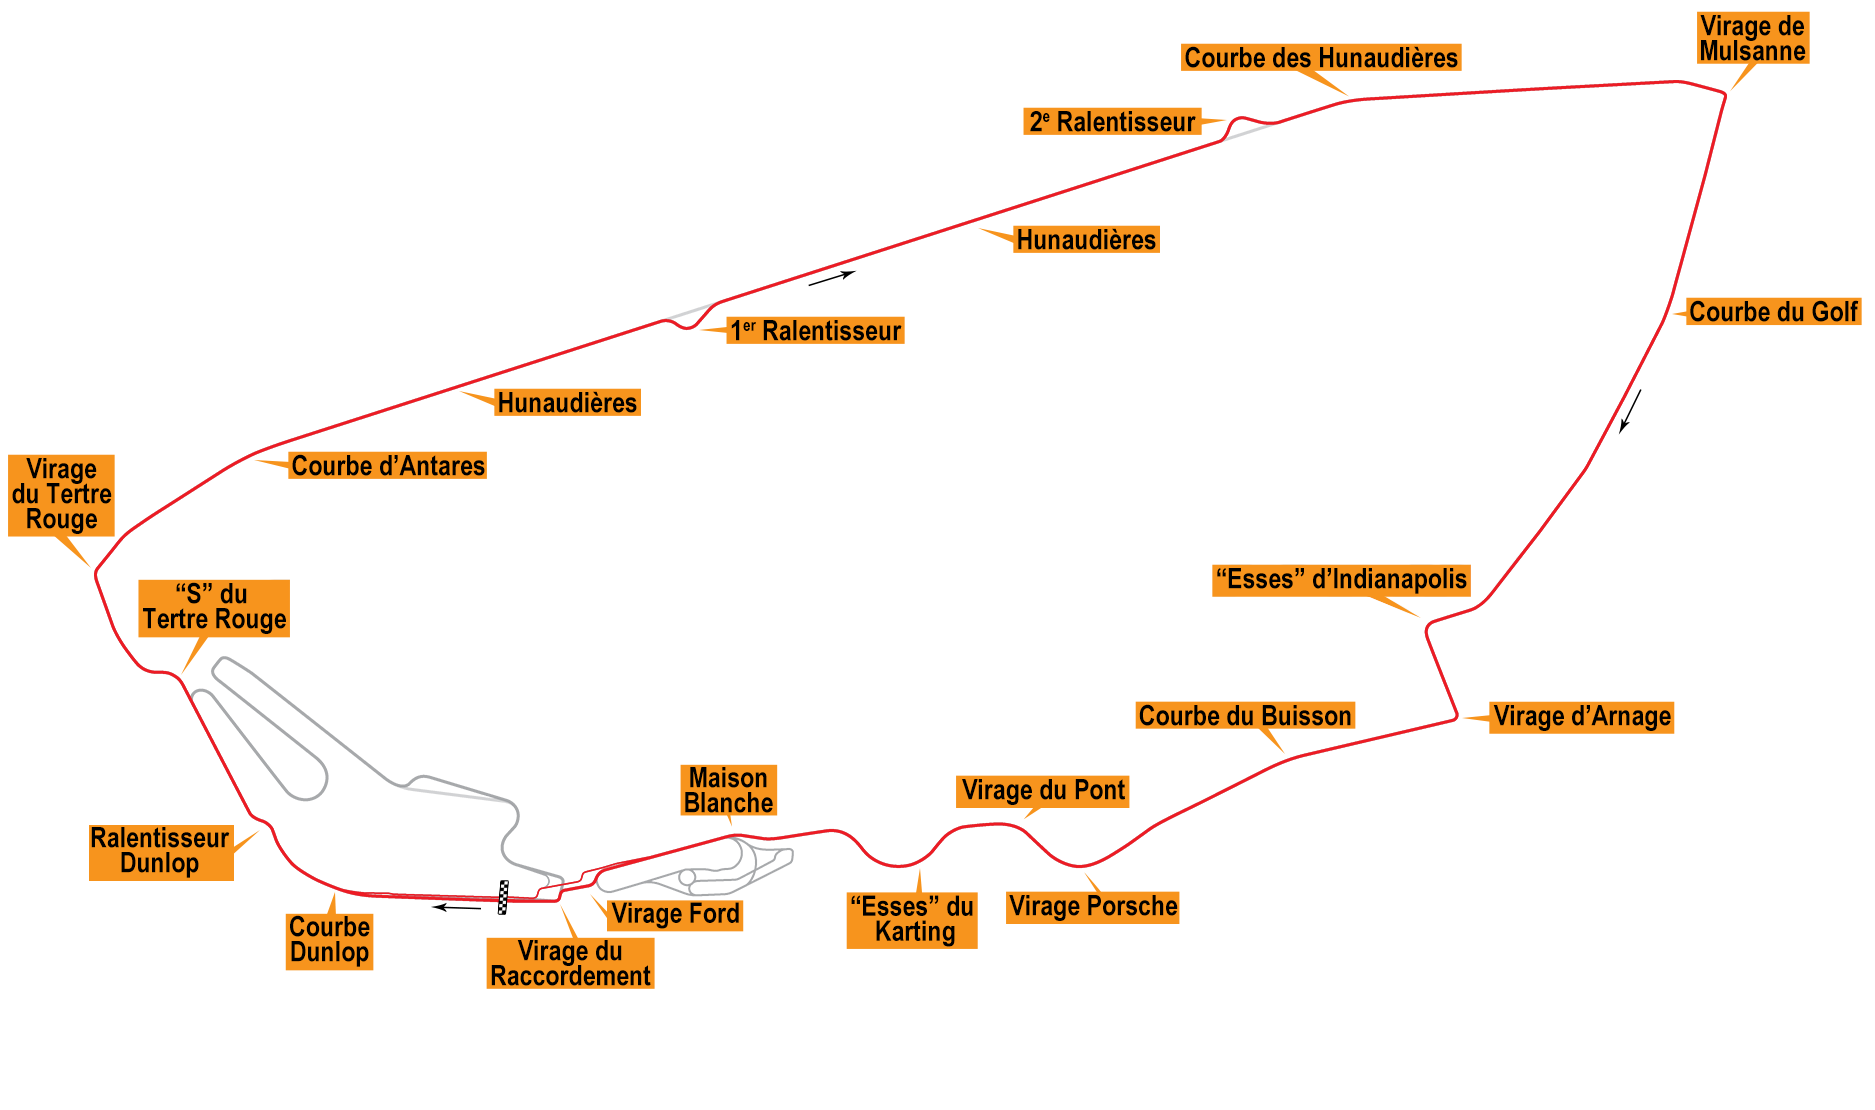 Virage de
Mulsanne
Courbe des Hunaudières
2e Ralentisseur
Hunaudières
Courbe du Golf
1er Ralentisseur
Hunaudières
Courbe d’Antares
Virage
du Tertre
Rouge
“S” du
Tertre Rouge
“Esses” d’Indianapolis
Courbe du Buisson
Virage d’Arnage
Maison
Blanche
Virage du Pont
Ralentisseur
Dunlop
“Esses” du
Karting
Virage Porsche
Virage Ford
Courbe
Dunlop
Virage du
Raccordement